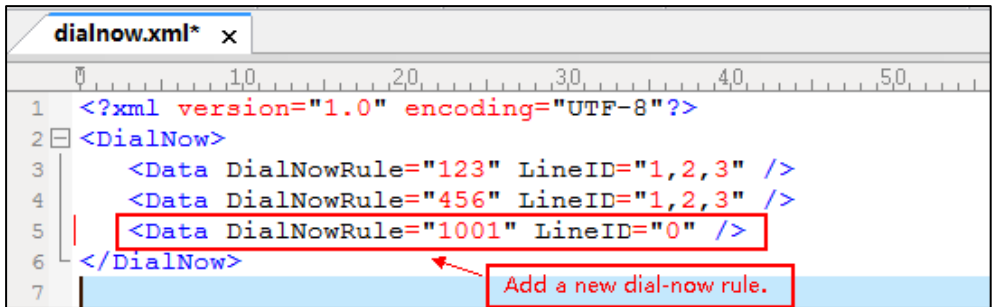 dialnow.xml* x
10 20 30 40 50
1 <?xml version="1.0" encoding="UTF-8"?>
2 <DialNow>
3 <Data DialNowRule="123" LineID="1,2,3" />
4 <Data DialNowRule="456" LineID="1,2,3" />
5 <Data DialNowRule="1001" LineID="0" />
6 </DialNow>
Add a new dial-now rule.
7